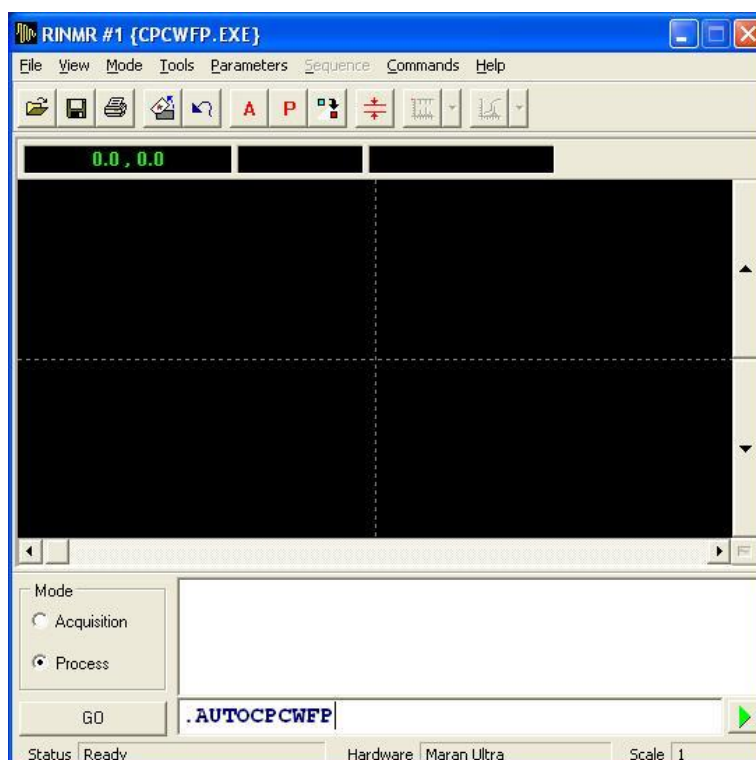 RINMR #1 {CPCWFP.EXE}
File View Mode Tools Parameters Sequence Commands Help
A P
0.0 , 0.0
Mode
Acquisition
Process
GO .AUTOCPCWFP
Status Ready Hardware Maran Ultra Scale 1